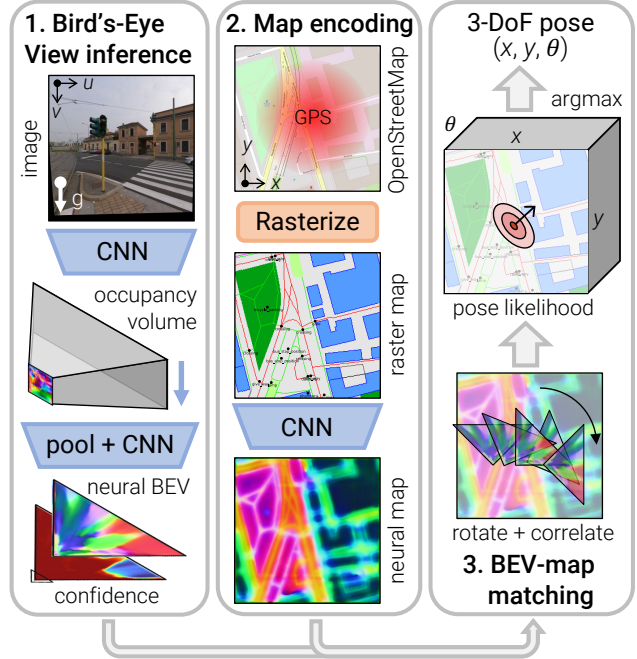 1. Bird's-Eye
View inference
u
v
image
g
CNN
occupancy
volume
pool + CNN
neural BEV
confidence
2. Map encoding
GPS
y
x
OpenStreetMap
Rasterize
raster map
CNN
neural map
3-DoF pose
(x, y, θ)
argmax
θ
x
y
pose likelihood
rotate + correlate
3. BEV-map
matching